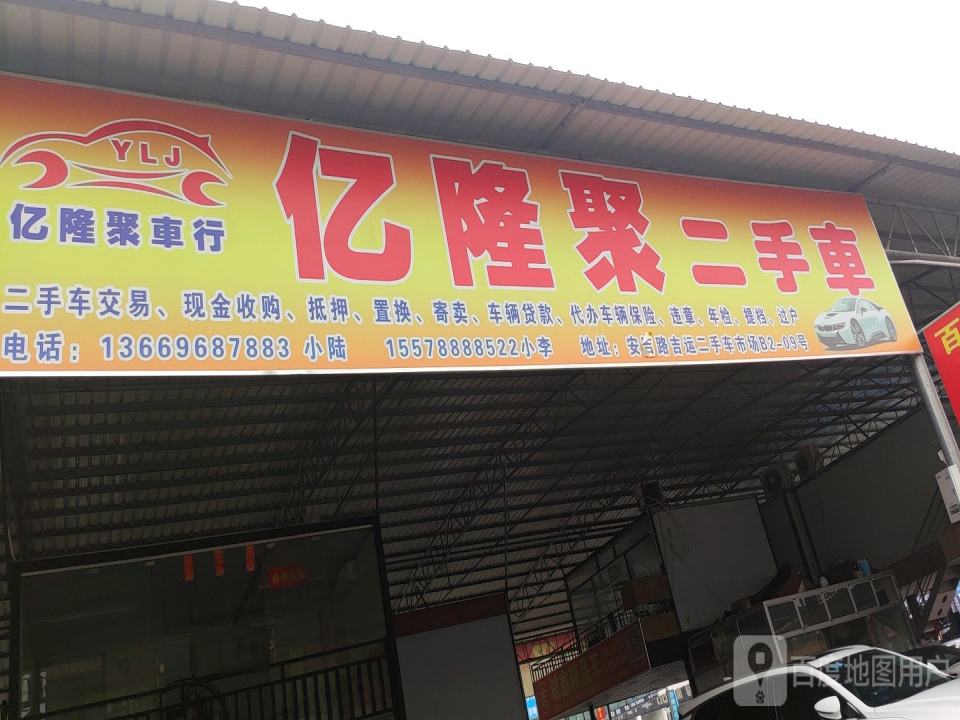 YLJ
亿隆聚車行
亿隆聚二手車
二手车交易、现金收购、抵押、置换、寄卖、车辆贷款、代办车辆保险、违章、年检、提档、过户
电话：13669687883 小陆 15578888522小李 地址：安吉路吉运二手车市场B2-09号
百
百度地图用户